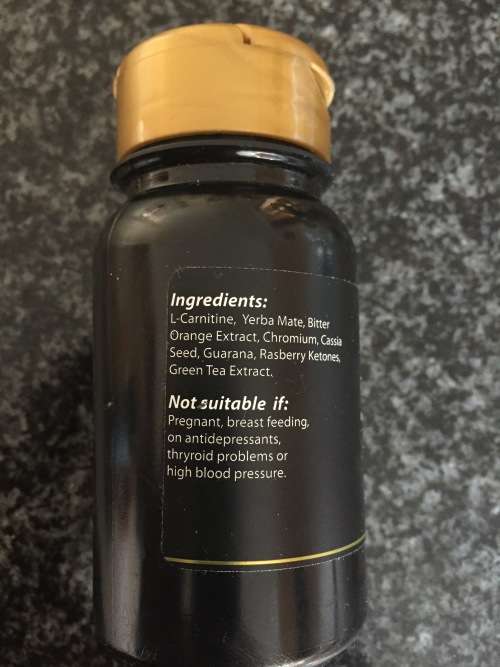 Ingredients:
L-Carnitine, Yerba Mate, Bitter
Orange Extract, Chromium, Cassia
Seed, Guarana, Rasberry Ketones,
Green Tea Extract.
Not suitable if:
Pregnant, breast feeding,
on antidepressants,
thryroid problems or
high blood pressure.